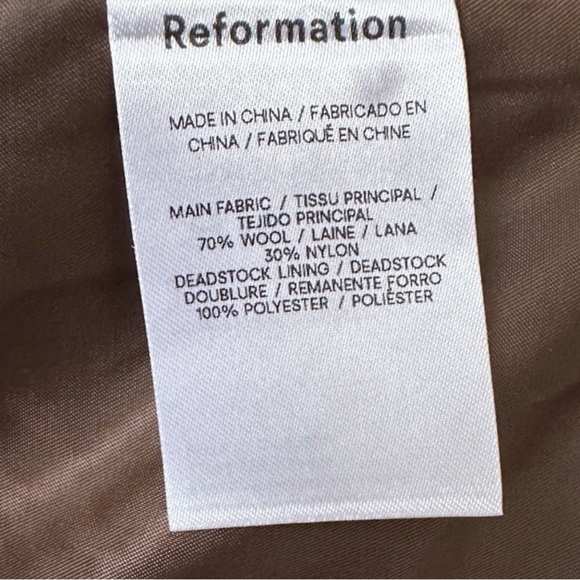 Reformation
MADE IN CHINA / FABRICADO EN
CHINA / FABRIQUÉ EN CHINE
MAIN FABRIC / TISSU PRINCIPAL /
TEJIDO PRINCIPAL
70% WOOL / LAINE / LANA
30% NYLON
DEADSTOCK LINING / DEADSTOCK
DOUBLURE / REMANENTE FORRO
100% POLYESTER / POLIÉSTER